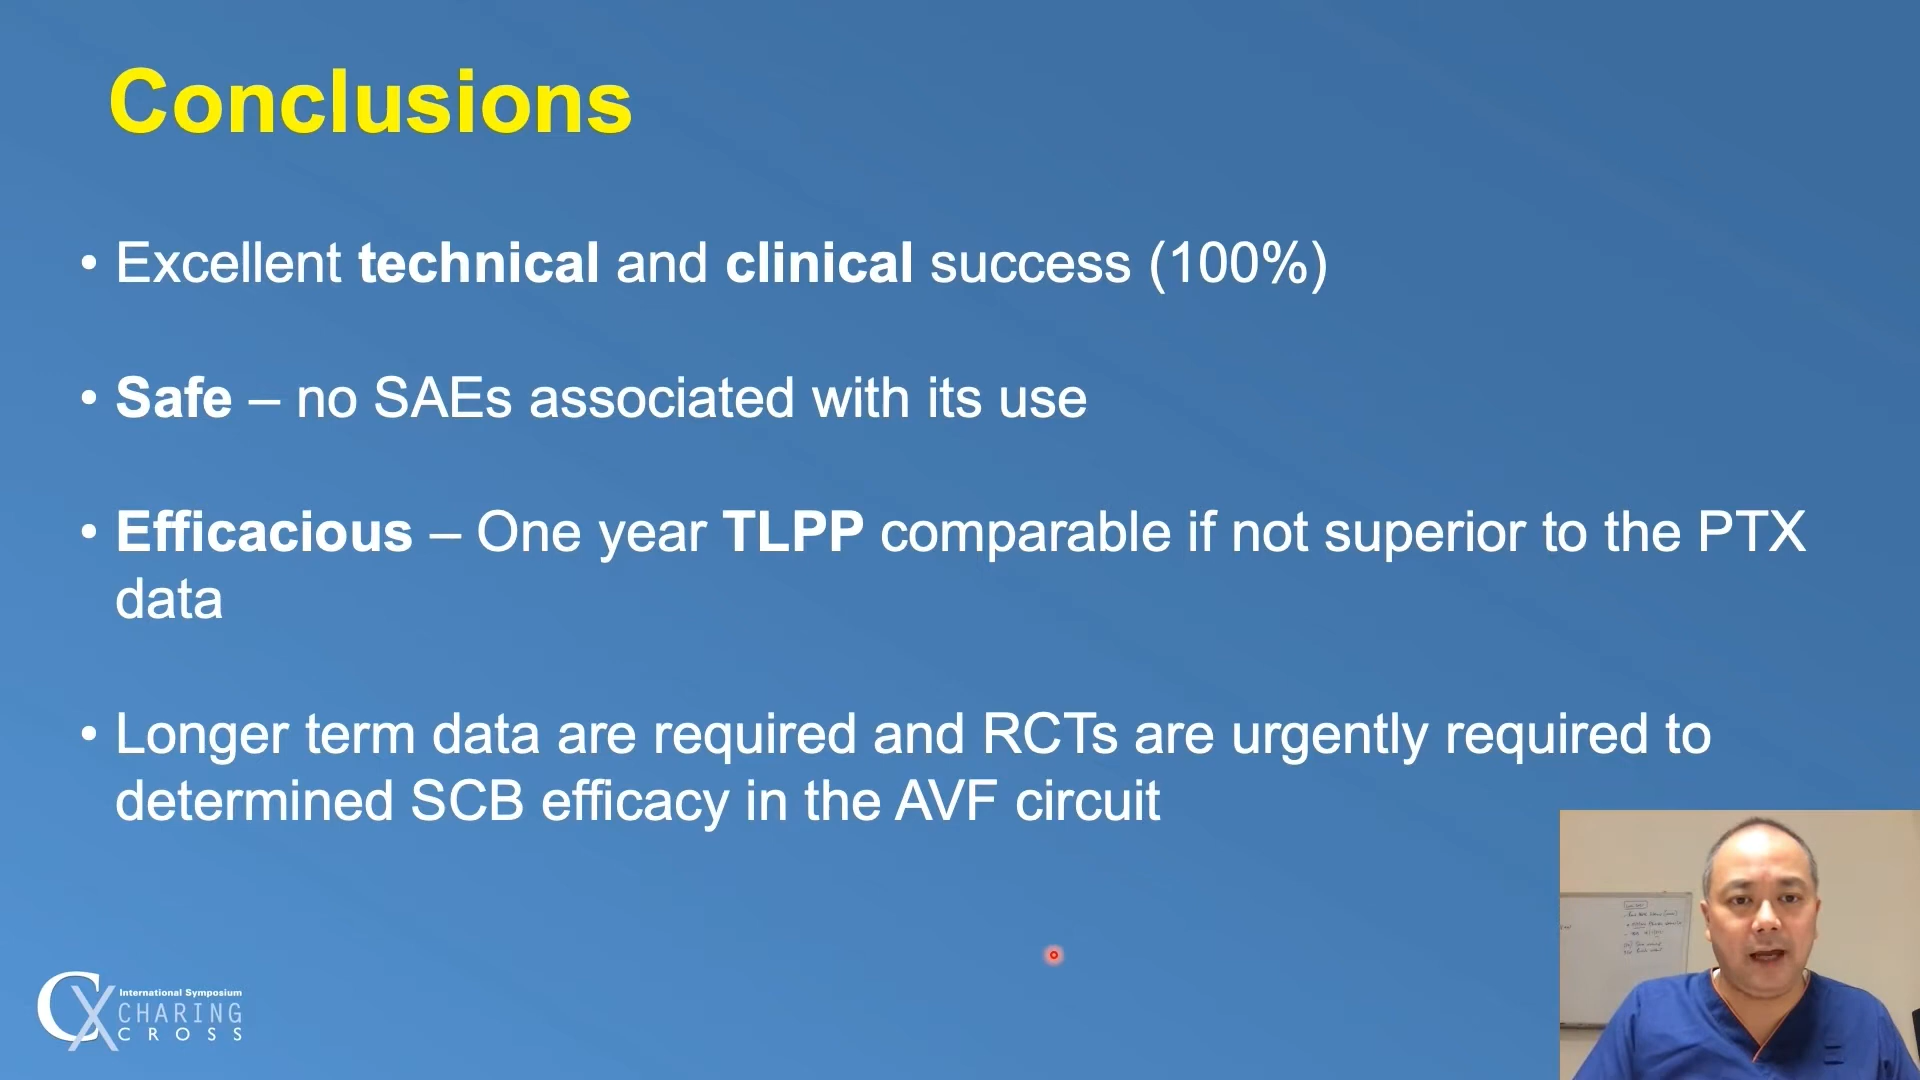 Conclusions
• Excellent technical and clinical success (100%)
• Safe – no SAEs associated with its use
• Efficacious – One year TLPP comparable if not superior to the PTX
data
• Longer term data are required and RCTs are urgently required to
determined SCB efficacy in the AVF circuit
CX
International Symposium
CHARING
CROSS